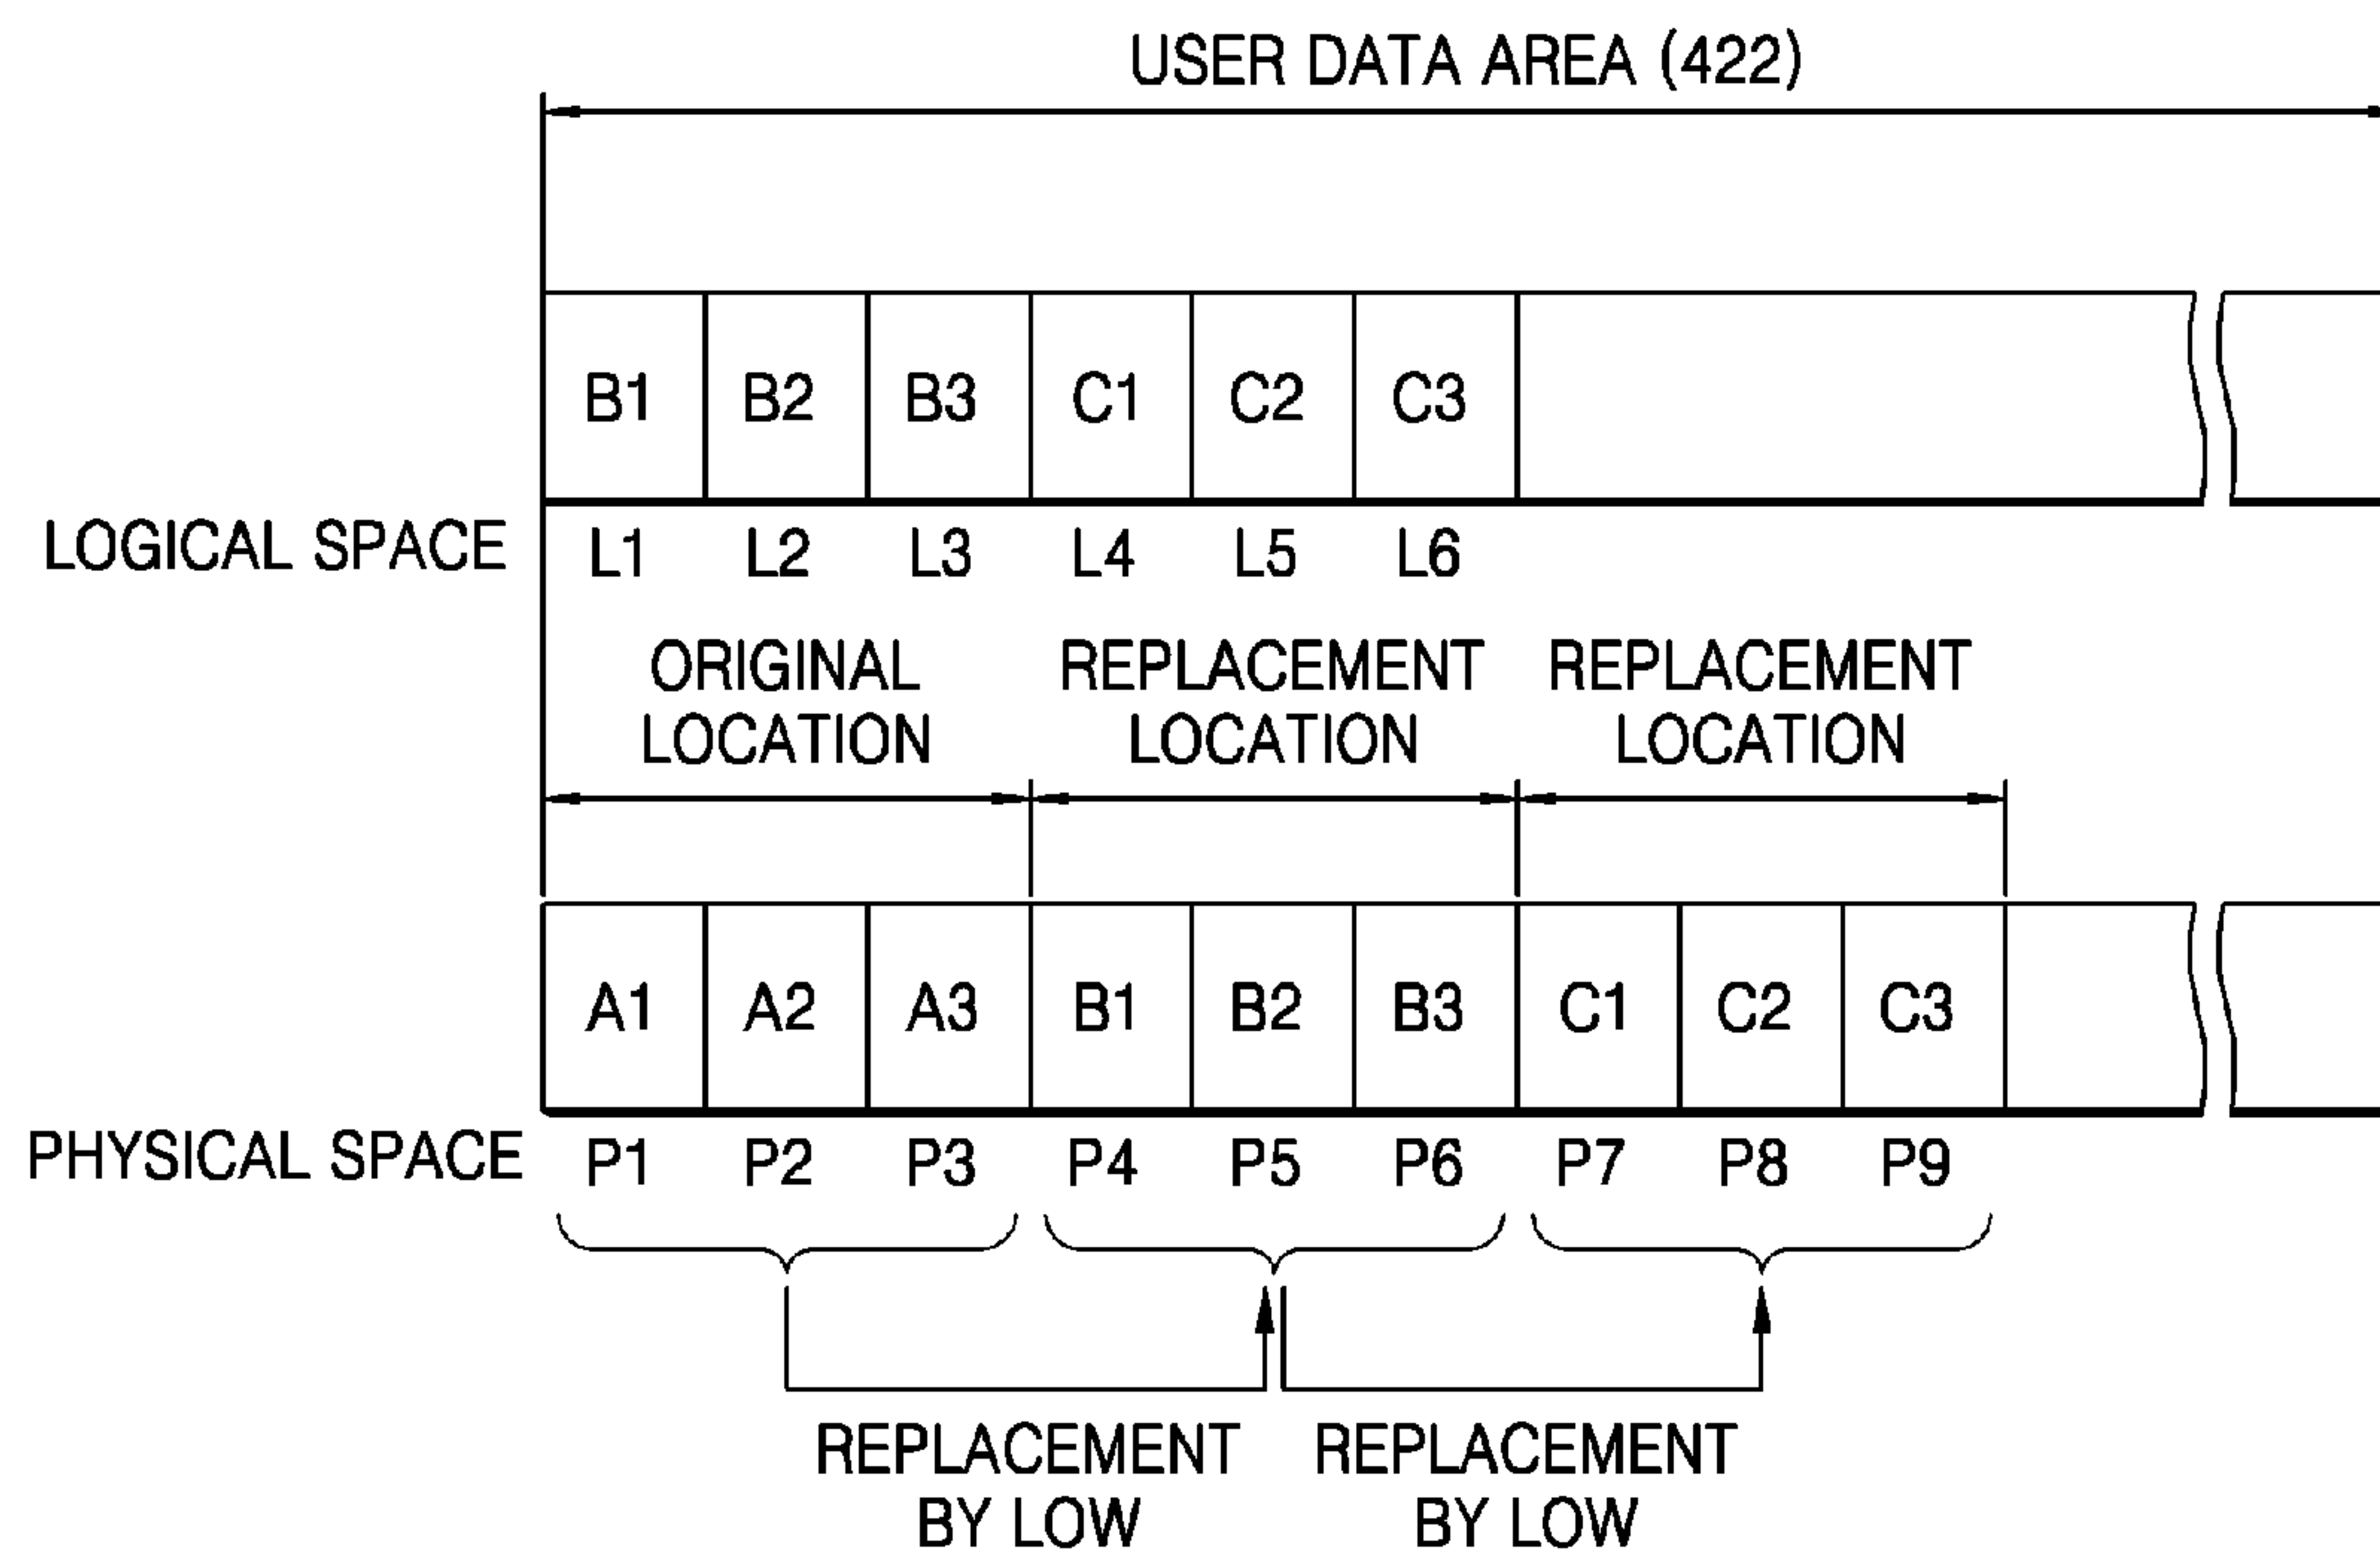 USER DATA AREA (422)
B1 B2 B3 C1 C2 C3
LOGICAL SPACE L1 L2 L3 L4 L5 L6
ORIGINAL LOCATION
REPLACEMENT LOCATION
REPLACEMENT LOCATION
A1 A2 A3 B1 B2 B3 C1 C2 C3
PHYSICAL SPACE P1 P2 P3 P4 P5 P6 P7 P8 P9
REPLACEMENT BY LOW
REPLACEMENT BY LOW